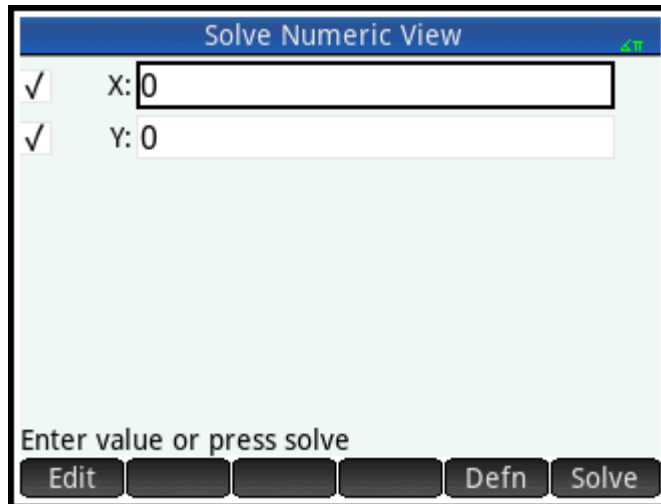 Solve Numeric View
∡π
√ X: 0
√ Y: 0
Enter value or press solve
Edit Defn Solve